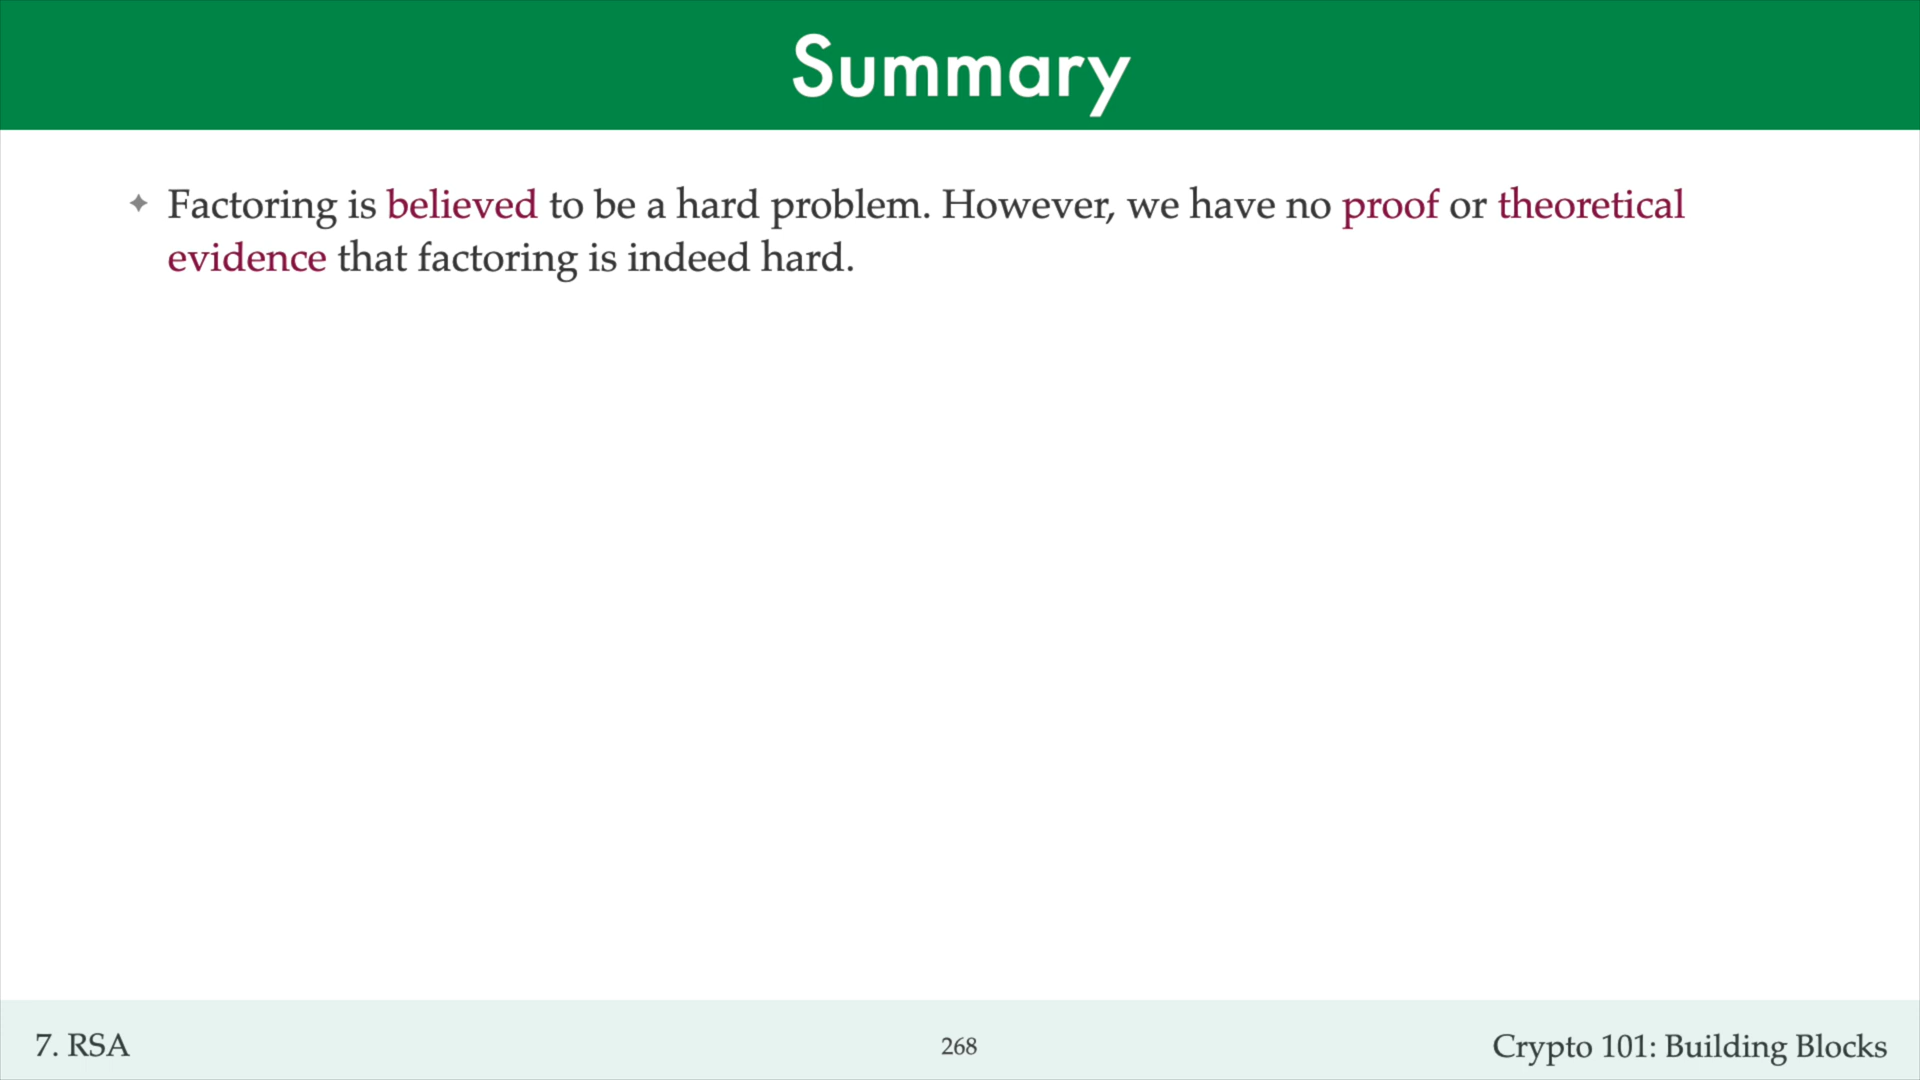 Summary
✦ Factoring is believed to be a hard problem. However, we have no proof or theoretical
evidence that factoring is indeed hard.
7. RSA
268
Crypto 101: Building Blocks